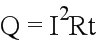 Q = I²Rt